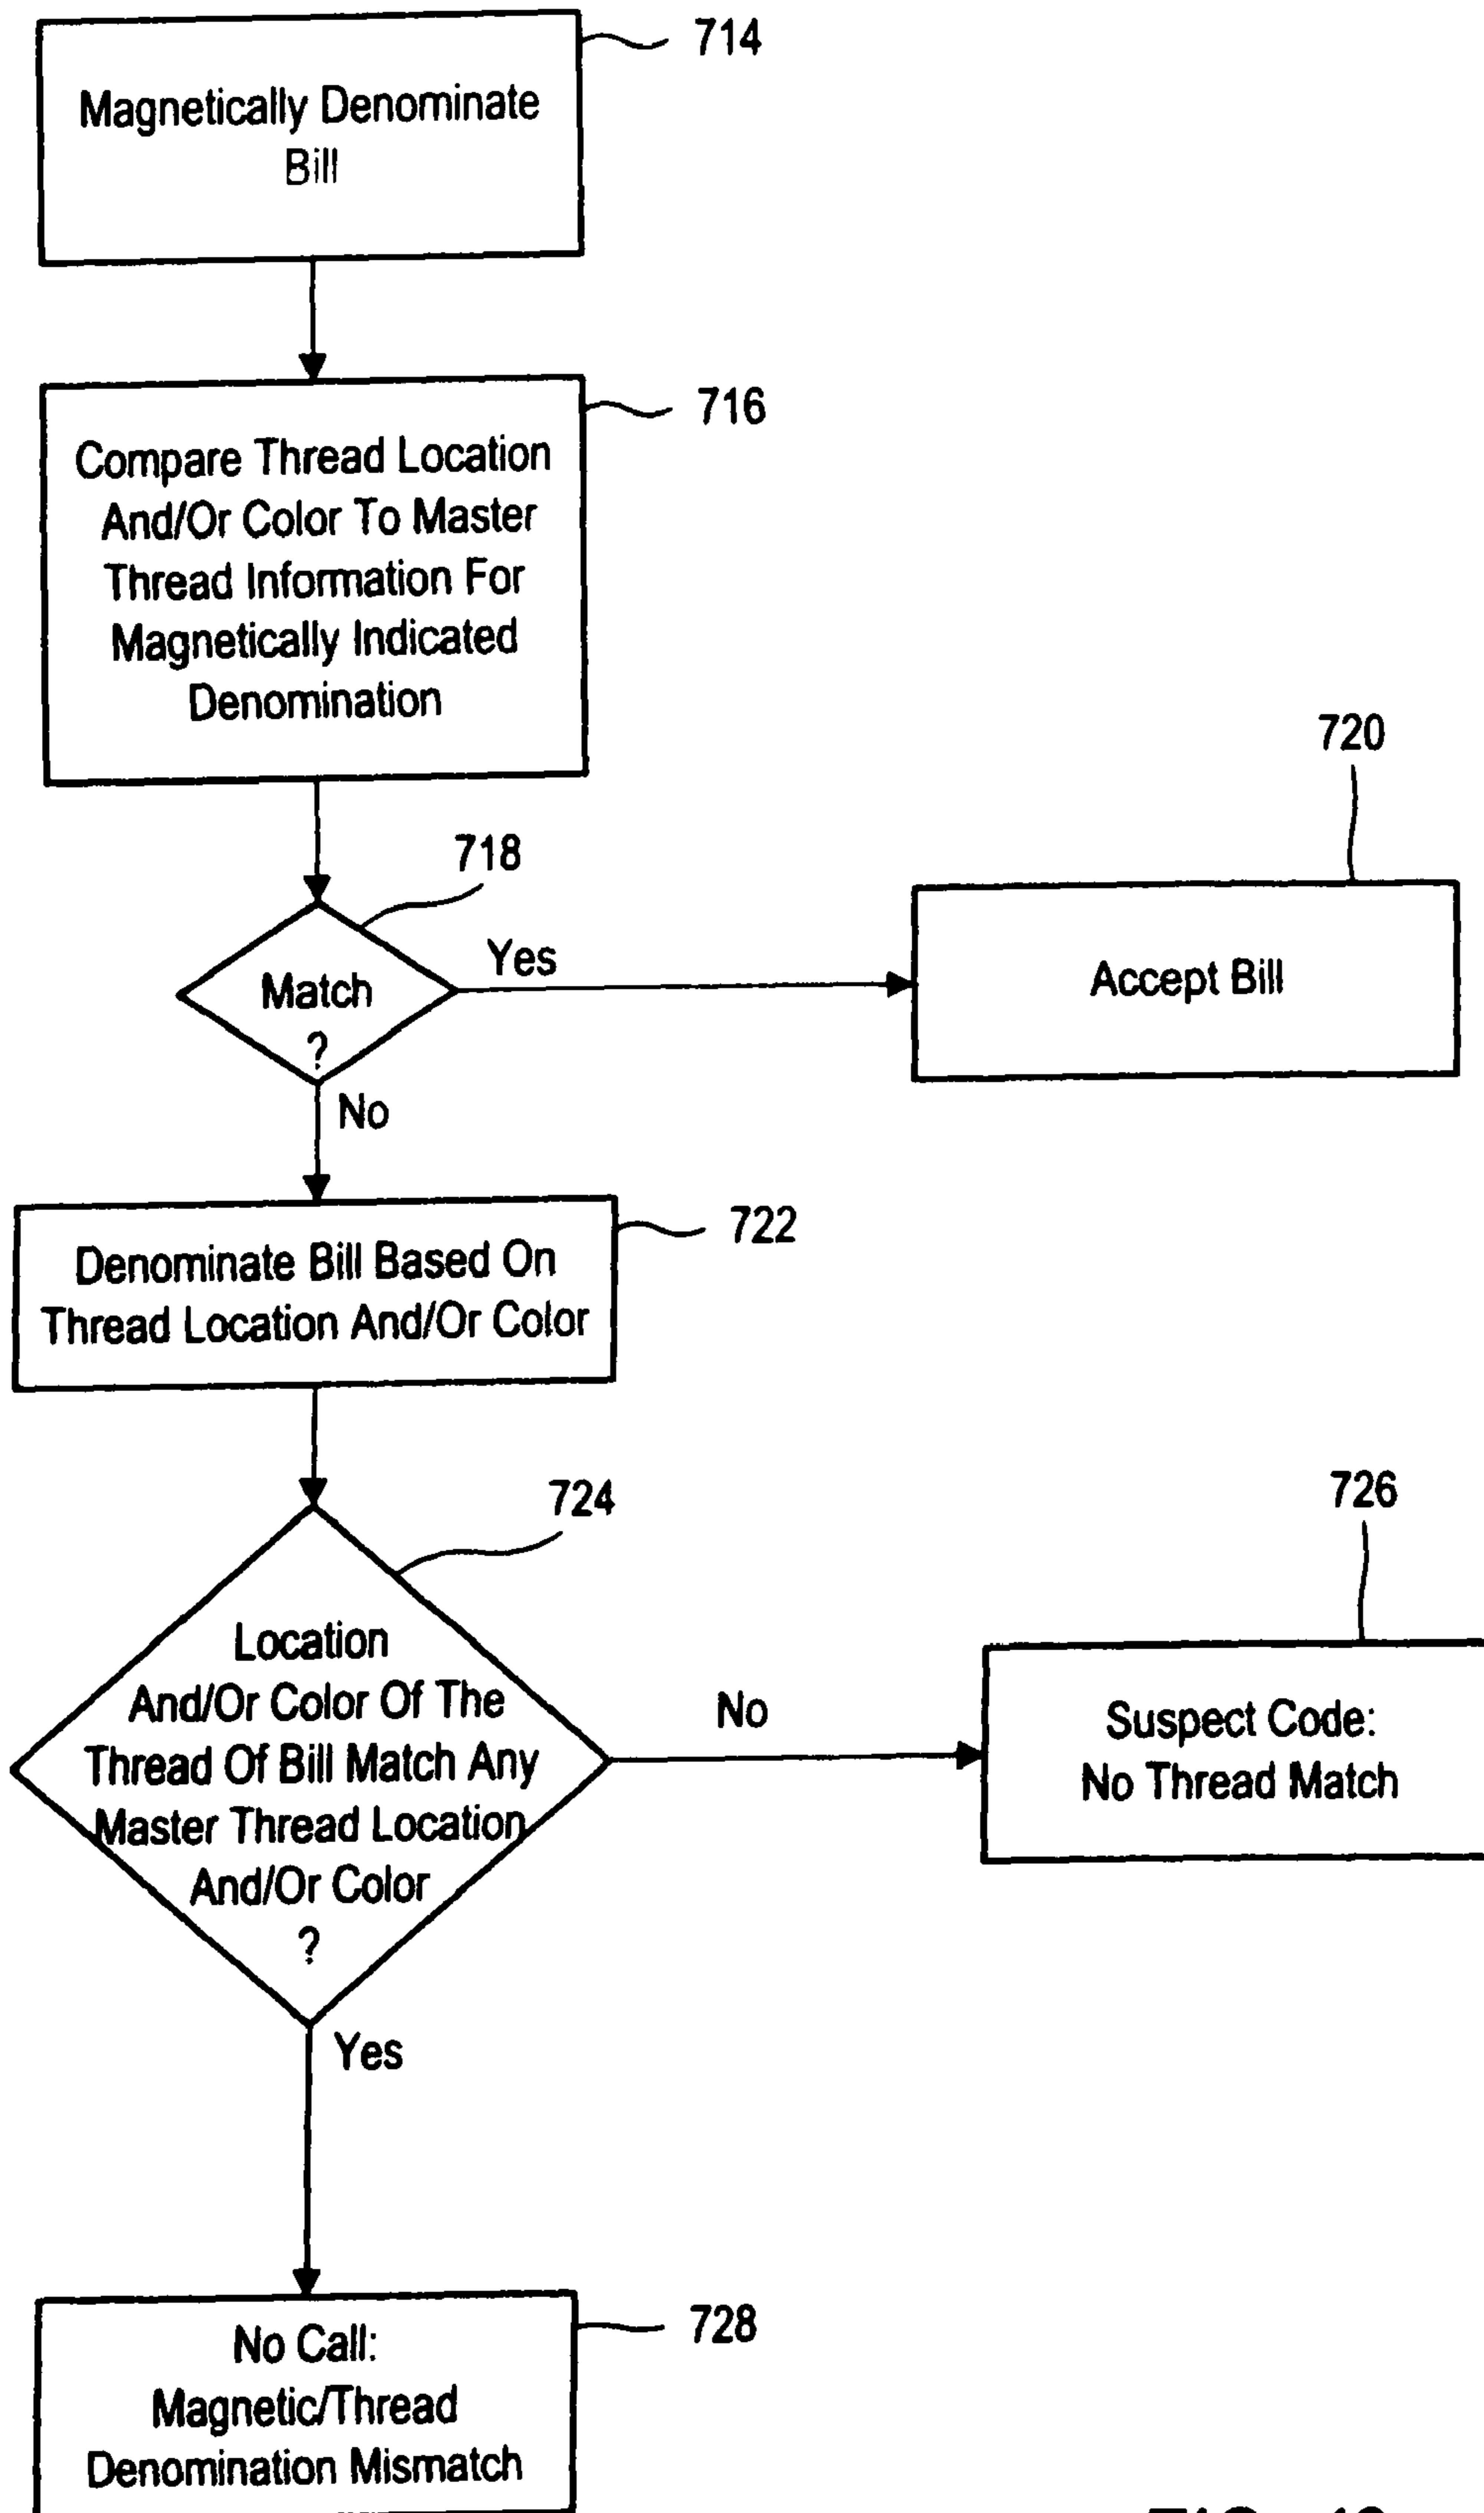 714
Magnetically Denominate
Bill
716
Compare Thread Location
And/Or Color To Master
Thread Information For
Magnetically Indicated
Denomination
720
718
Match
?
Yes
Accept Bill
No
722
Denominate Bill Based On
Thread Location And/Or Color
724
726
Location
And/Or Color Of The
Thread Of Bill Match Any
Master Thread Location
And/Or Color
?
No
Suspect Code:
No Thread Match
Yes
728
No Call:
Magnetic/Thread
Denomination Mismatch